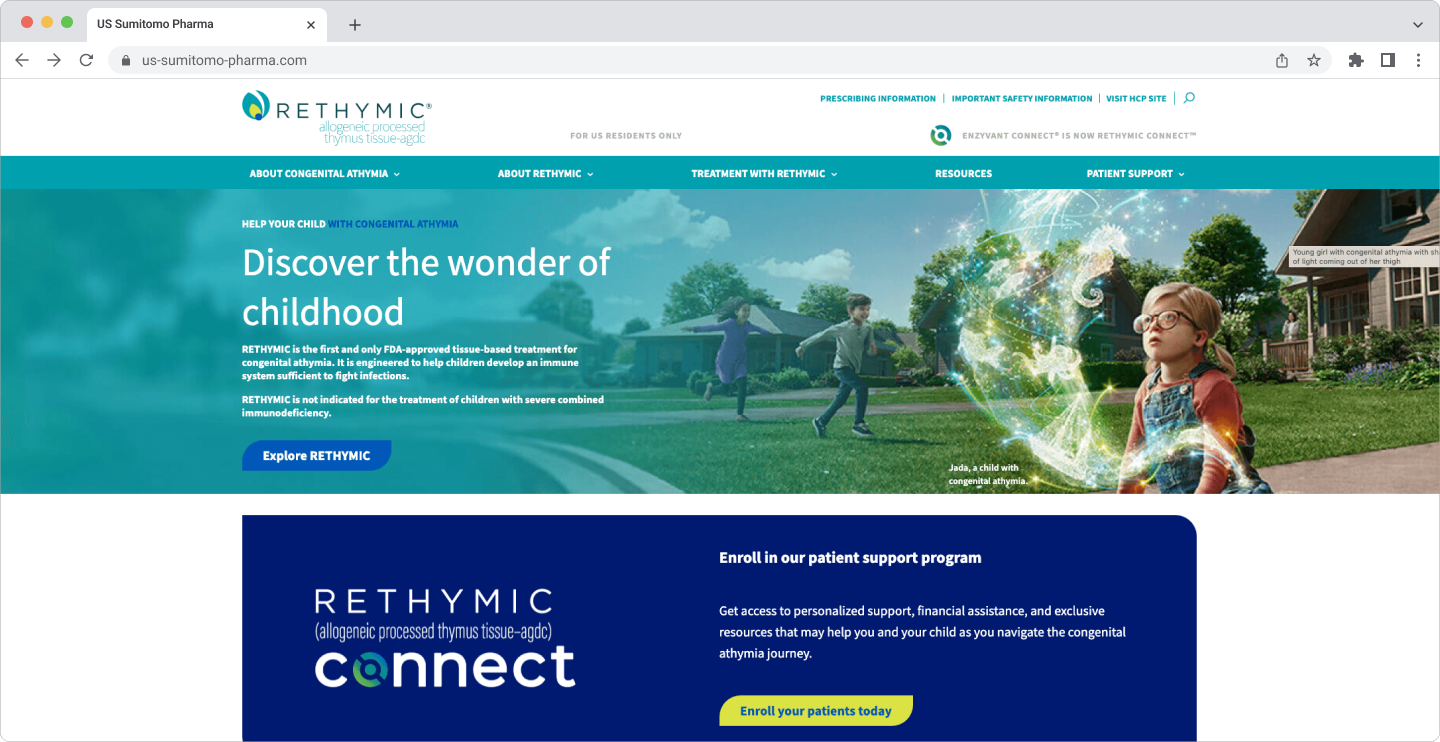 US Sumitomo Pharma
us-sumitomo-pharma.com
RETHYMIC®
allogeneic processed
thymus tissue-agdc
PRESCRIBING INFORMATION | IMPORTANT SAFETY INFORMATION | VISIT HCP SITE
FOR US RESIDENTS ONLY
ENZYVANT CONNECT® IS NOW RETHYMIC CONNECT™
ABOUT CONGENITAL ATHYMIA
ABOUT RETHYMIC
TREATMENT WITH RETHYMIC
RESOURCES
PATIENT SUPPORT
HELP YOUR CHILD WITH CONGENITAL ATHYMIA
Discover the wonder of
childhood
RETHYMIC is the first and only FDA-approved tissue-based treatment for
congenital athymia. It is engineered to help children develop an immune
system sufficient to fight infections.
RETHYMIC is not indicated for the treatment of children with severe combined
immunodeficiency.
Explore RETHYMIC
Young girl with congenital athymia with sh
of light coming out of her thigh
Jada, a child with
congenital athymia.
RETHYMIC
(allogeneic processed thymus tissue–agdc)
connect
Enroll in our patient support program
Get access to personalized support, financial assistance, and exclusive
resources that may help you and your child as you navigate the congenital
athymia journey.
Enroll your patients today